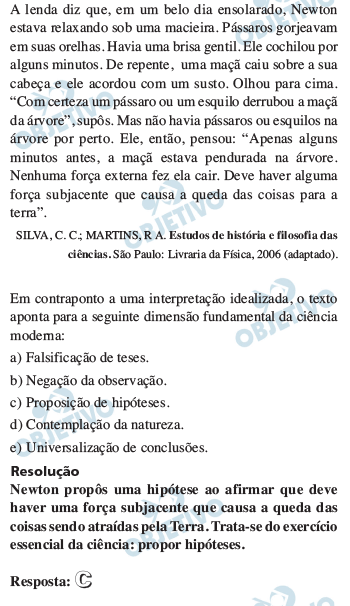 A lenda diz que, em um belo dia ensolarado, Newton
estava relaxando sob uma macieira. Pássaros gorjeavam
em suas orelhas. Havia uma brisa gentil. Ele cochilou por
alguns minutos. De repente, uma maçã caiu sobre a sua
cabeça e ele acordou com um susto. Olhou para cima.
“Com certeza um pássaro ou um esquilo derrubou a maçã
da árvore”, supôs. Mas não havia pássaros ou esquilos na
árvore por perto. Ele, então, pensou: “Apenas alguns
minutos antes, a maçã estava pendurada na árvore.
Nenhuma força externa fez ela cair. Deve haver alguma
força subjacente que causa a queda das coisas para a
terra”.
SILVA, C. C.; MARTINS, R. A. Estudos de história e filosofia das
ciências. São Paulo: Livraria da Física, 2006 (adaptado).
Em contraponto a uma interpretação idealizada, o texto
aponta para a seguinte dimensão fundamental da ciência
moderna:
a) Falsificação de teses.
b) Negação da observação.
c) Proposição de hipóteses.
d) Contemplação da natureza.
e) Universalização de conclusões.
Resolução
Newton propôs uma hipótese ao afirmar que deve
haver uma força subjacente que causa a queda das
coisas sendo atraídas pela Terra. Trata-se do exercício
essencial da ciência: propor hipóteses.
Resposta: C
OBJETIVO
OBJETIVO
OBJETIVO
OBJETIVO
OBJETIVO
OBJETIVO